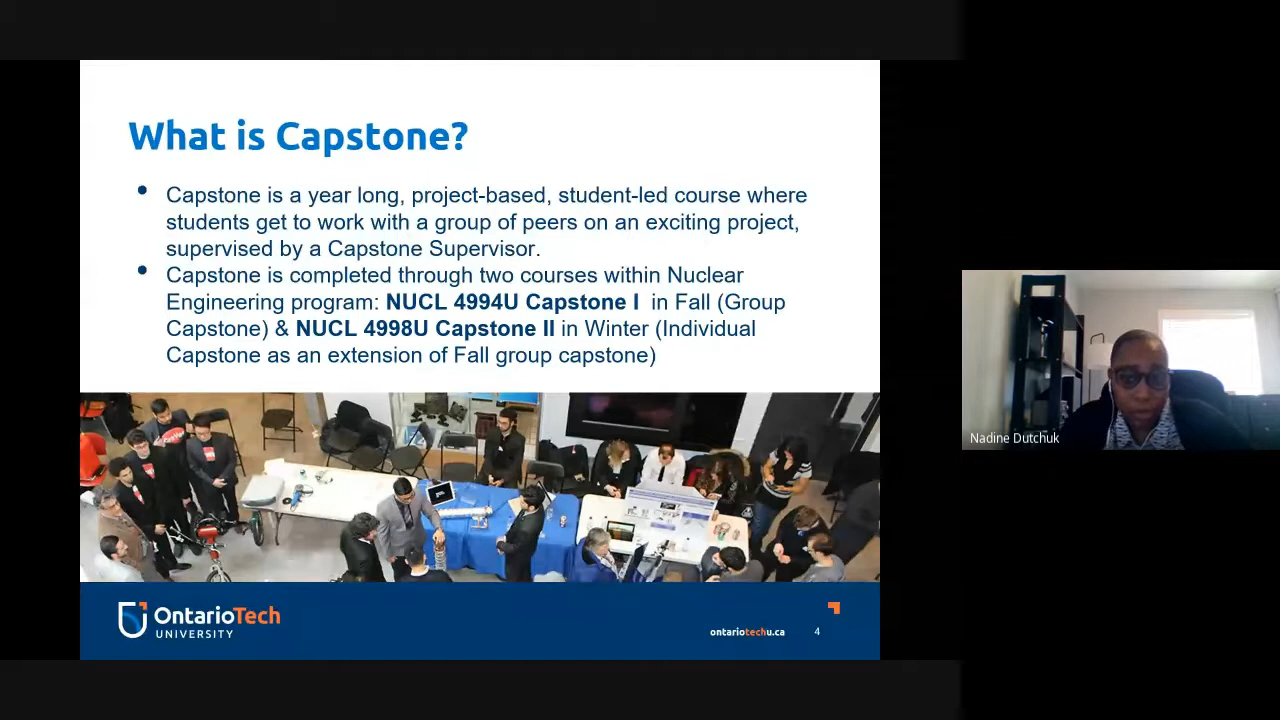 What is Capstone?
• Capstone is a year long, project-based, student-led course where
students get to work with a group of peers on an exciting project,
supervised by a Capstone Supervisor.
• Capstone is completed through two courses within Nuclear
Engineering program: NUCL 4994U Capstone I in Fall (Group
Capstone) & NUCL 4998U Capstone II in Winter (Individual
Capstone as an extension of Fall group capstone)
OntarioTech
UNIVERSITY
ontariotechu.ca
4
Nadine Dutchuk